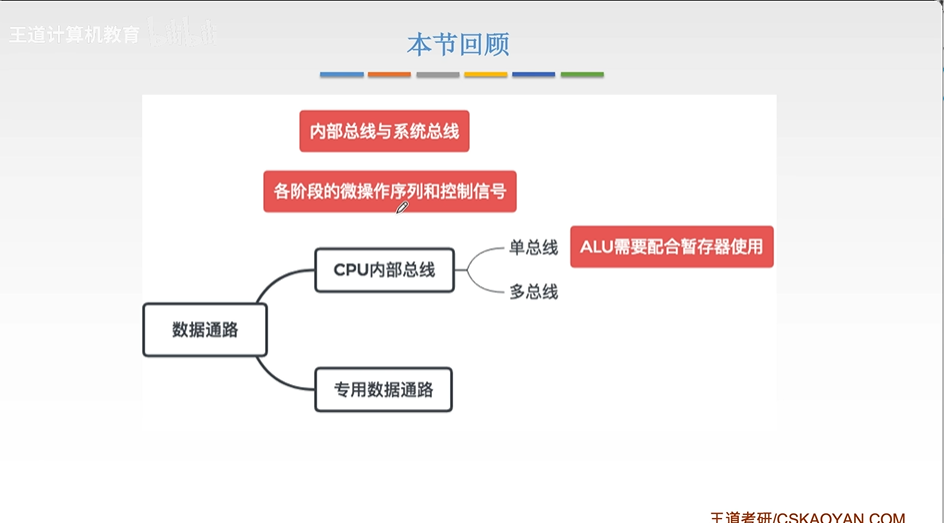 王道计算机教育
本节回顾
内部总线与系统总线
各阶段的微操作序列和控制信号
单总线
ALU需要配合暂存器使用
CPU内部总线
多总线
数据通路
专用数据通路
王道考研/CSKAOYAN.COM